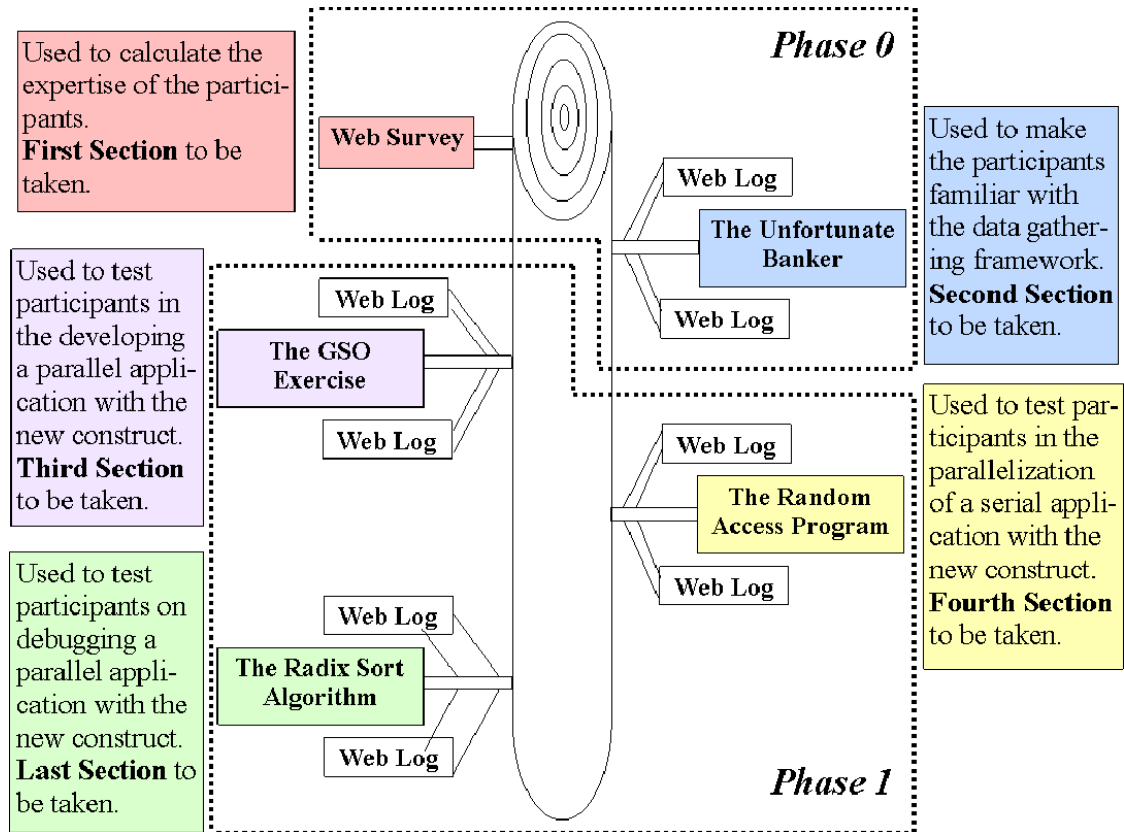 Phase 0
Used to calculate the
expertise of the partici-
pants.
First Section to be
taken.
Web Survey
Used to make
the participants
familiar with
the data gather-
ing framework.
Second Section
to be taken.
Web Log
The Unfortunate
Banker
Web Log
Used to test
participants in
the developing
a parallel appli-
cation with the
new construct.
Third Section
to be taken.
Web Log
The GSO
Exercise
Web Log
Used to test par-
ticipants in the
parallelization
of a serial appli-
cation with the
new construct.
Fourth Section
to be taken.
Web Log
The Random
Access Program
Web Log
Used to test
participants on
debugging a
parallel appli-
cation with the
new construct.
Last Section to
be taken.
Web Log
The Radix Sort
Algorithm
Web Log
Phase 1